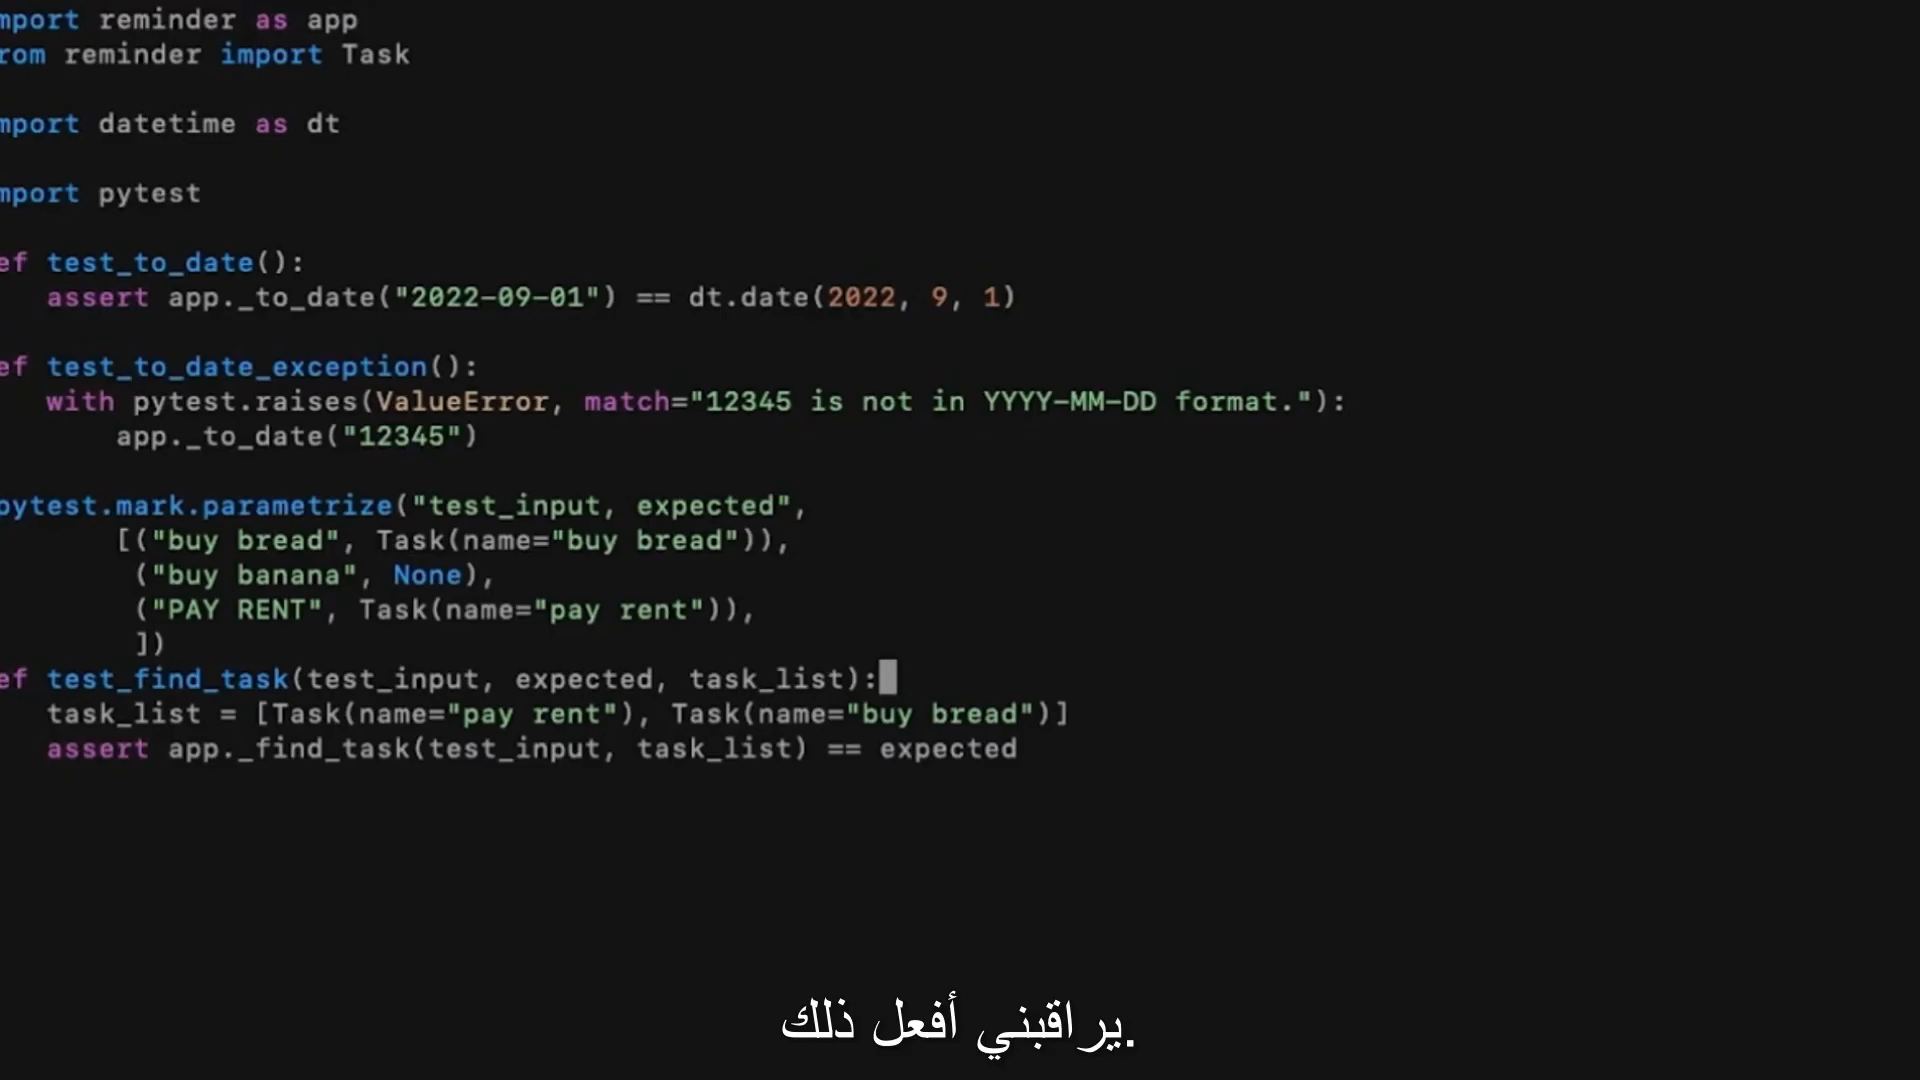 mport reminder as app
rom reminder import Task
mport datetime as dt
mport pytest
ef test_to_date():
    assert app._to_date("2022-09-01") == dt.date(2022, 9, 1)
ef test_to_date_exception():
    with pytest.raises(ValueError, match="12345 is not in YYYY-MM-DD format."):
        app._to_date("12345")
pytest.mark.parametrize("test_input, expected",
        [("buy bread", Task(name="buy bread")),
         ("buy banana", None),
         ("PAY RENT", Task(name="pay rent")),
         ])
ef test_find_task(test_input, expected, task_list):
    task_list = [Task(name="pay rent"), Task(name="buy bread")]
    assert app._find_task(test_input, task_list) == expected
يراقبني أفعل ذلك.